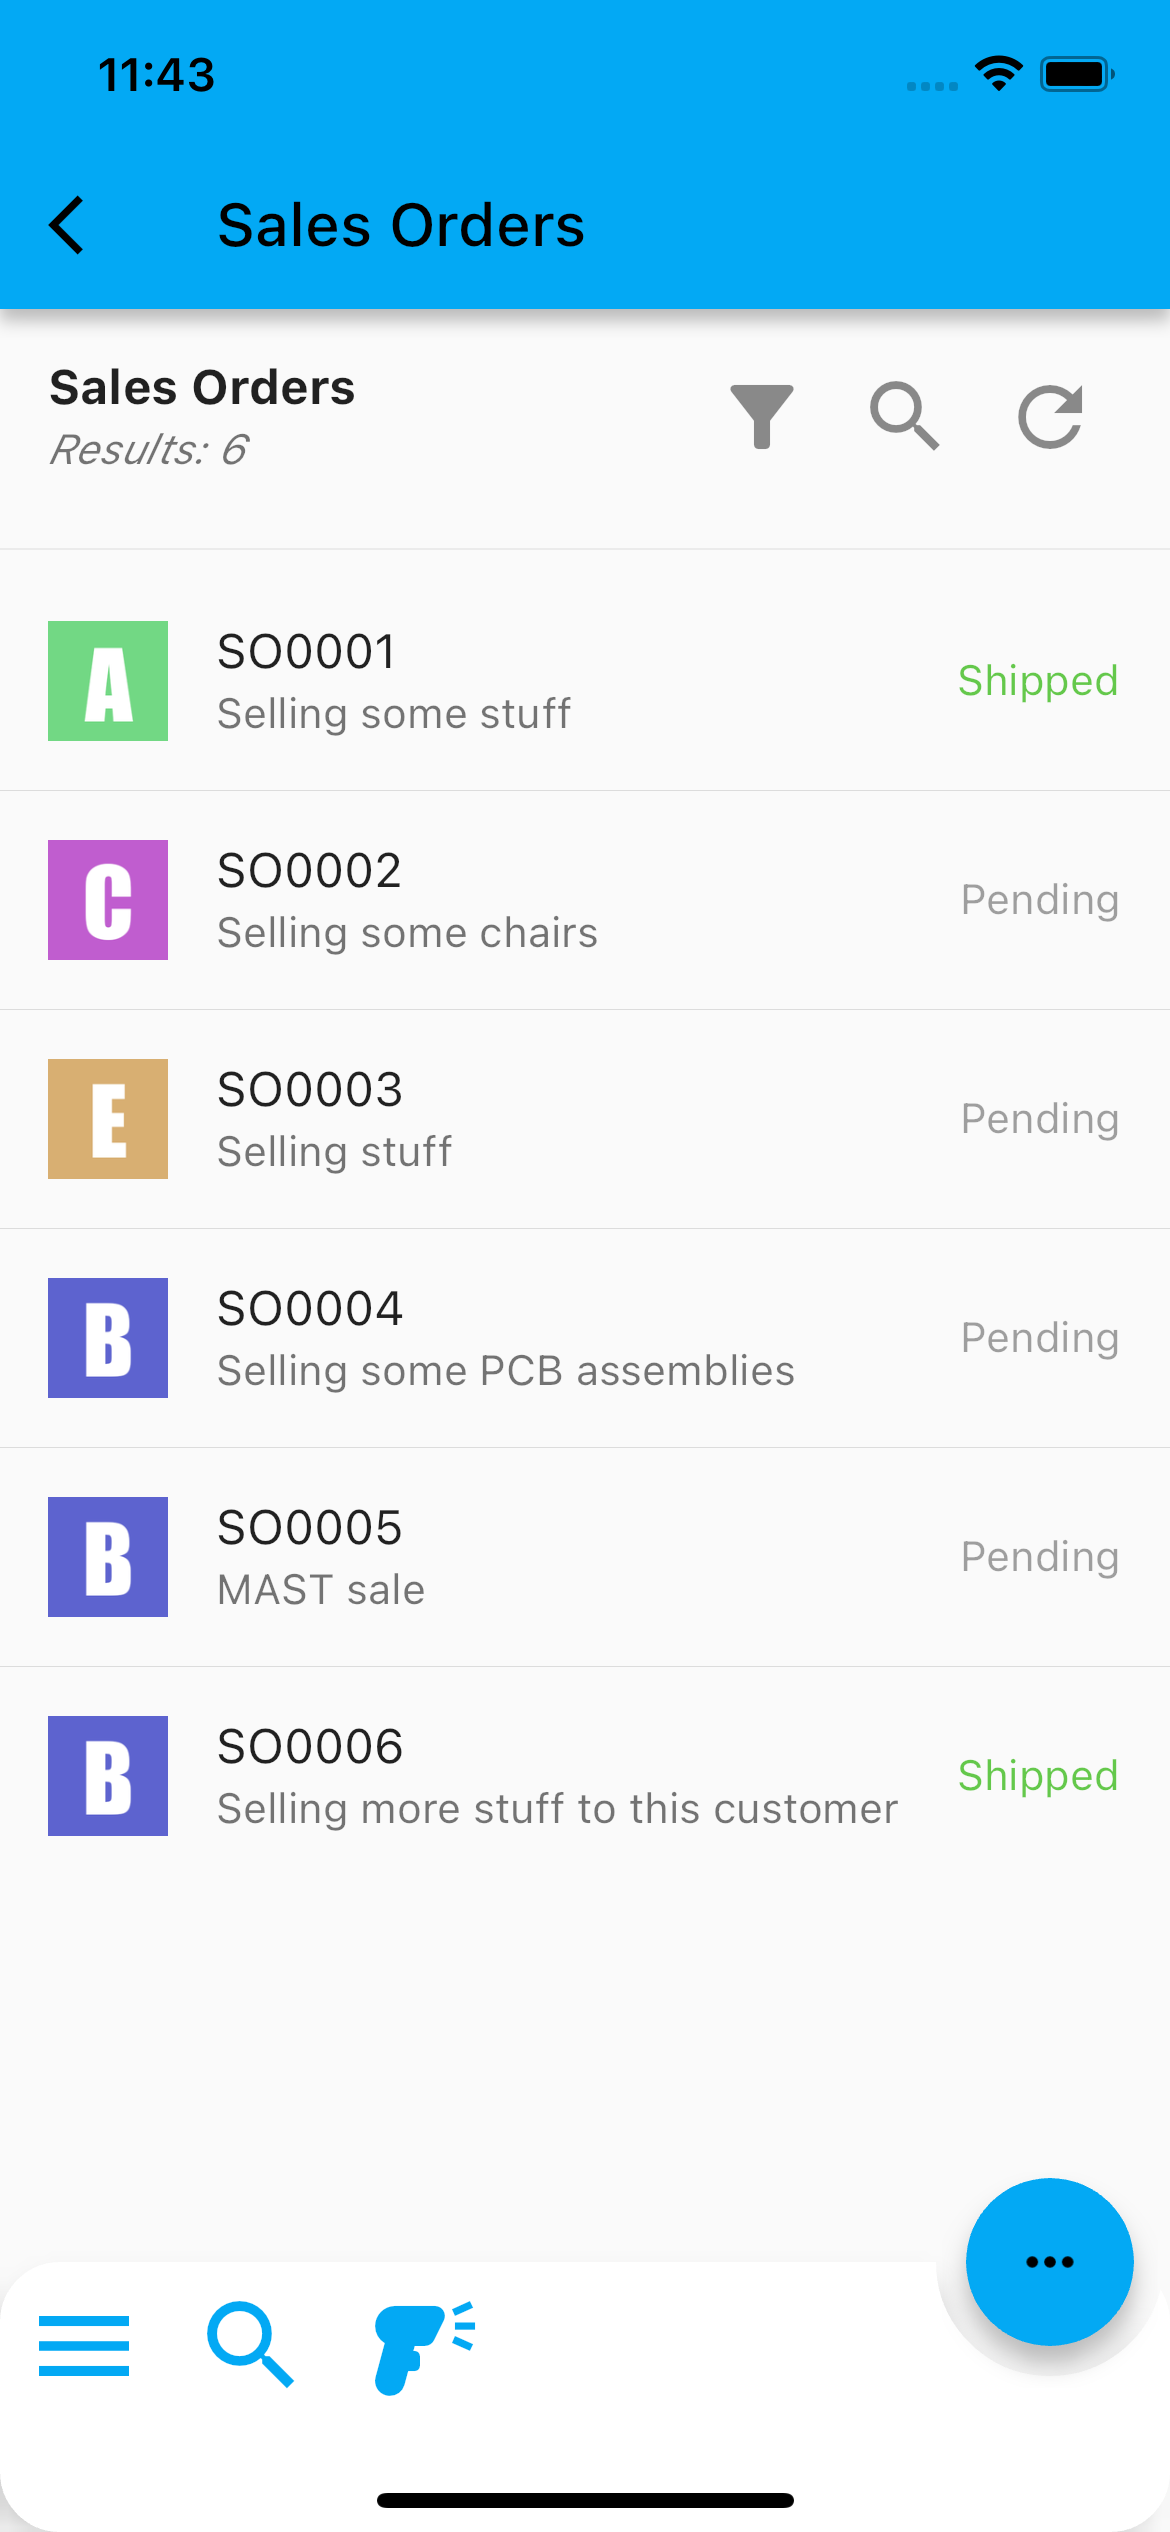 11:43
Sales Orders
Sales Orders
Results: 6
A
SO0001
Selling some stuff
Shipped
C
SO0002
Selling some chairs
Pending
E
SO0003
Selling stuff
Pending
B
SO0004
Selling some PCB assemblies
Pending
B
SO0005
MAST sale
Pending
B
SO0006
Selling more stuff to this customer
Shipped